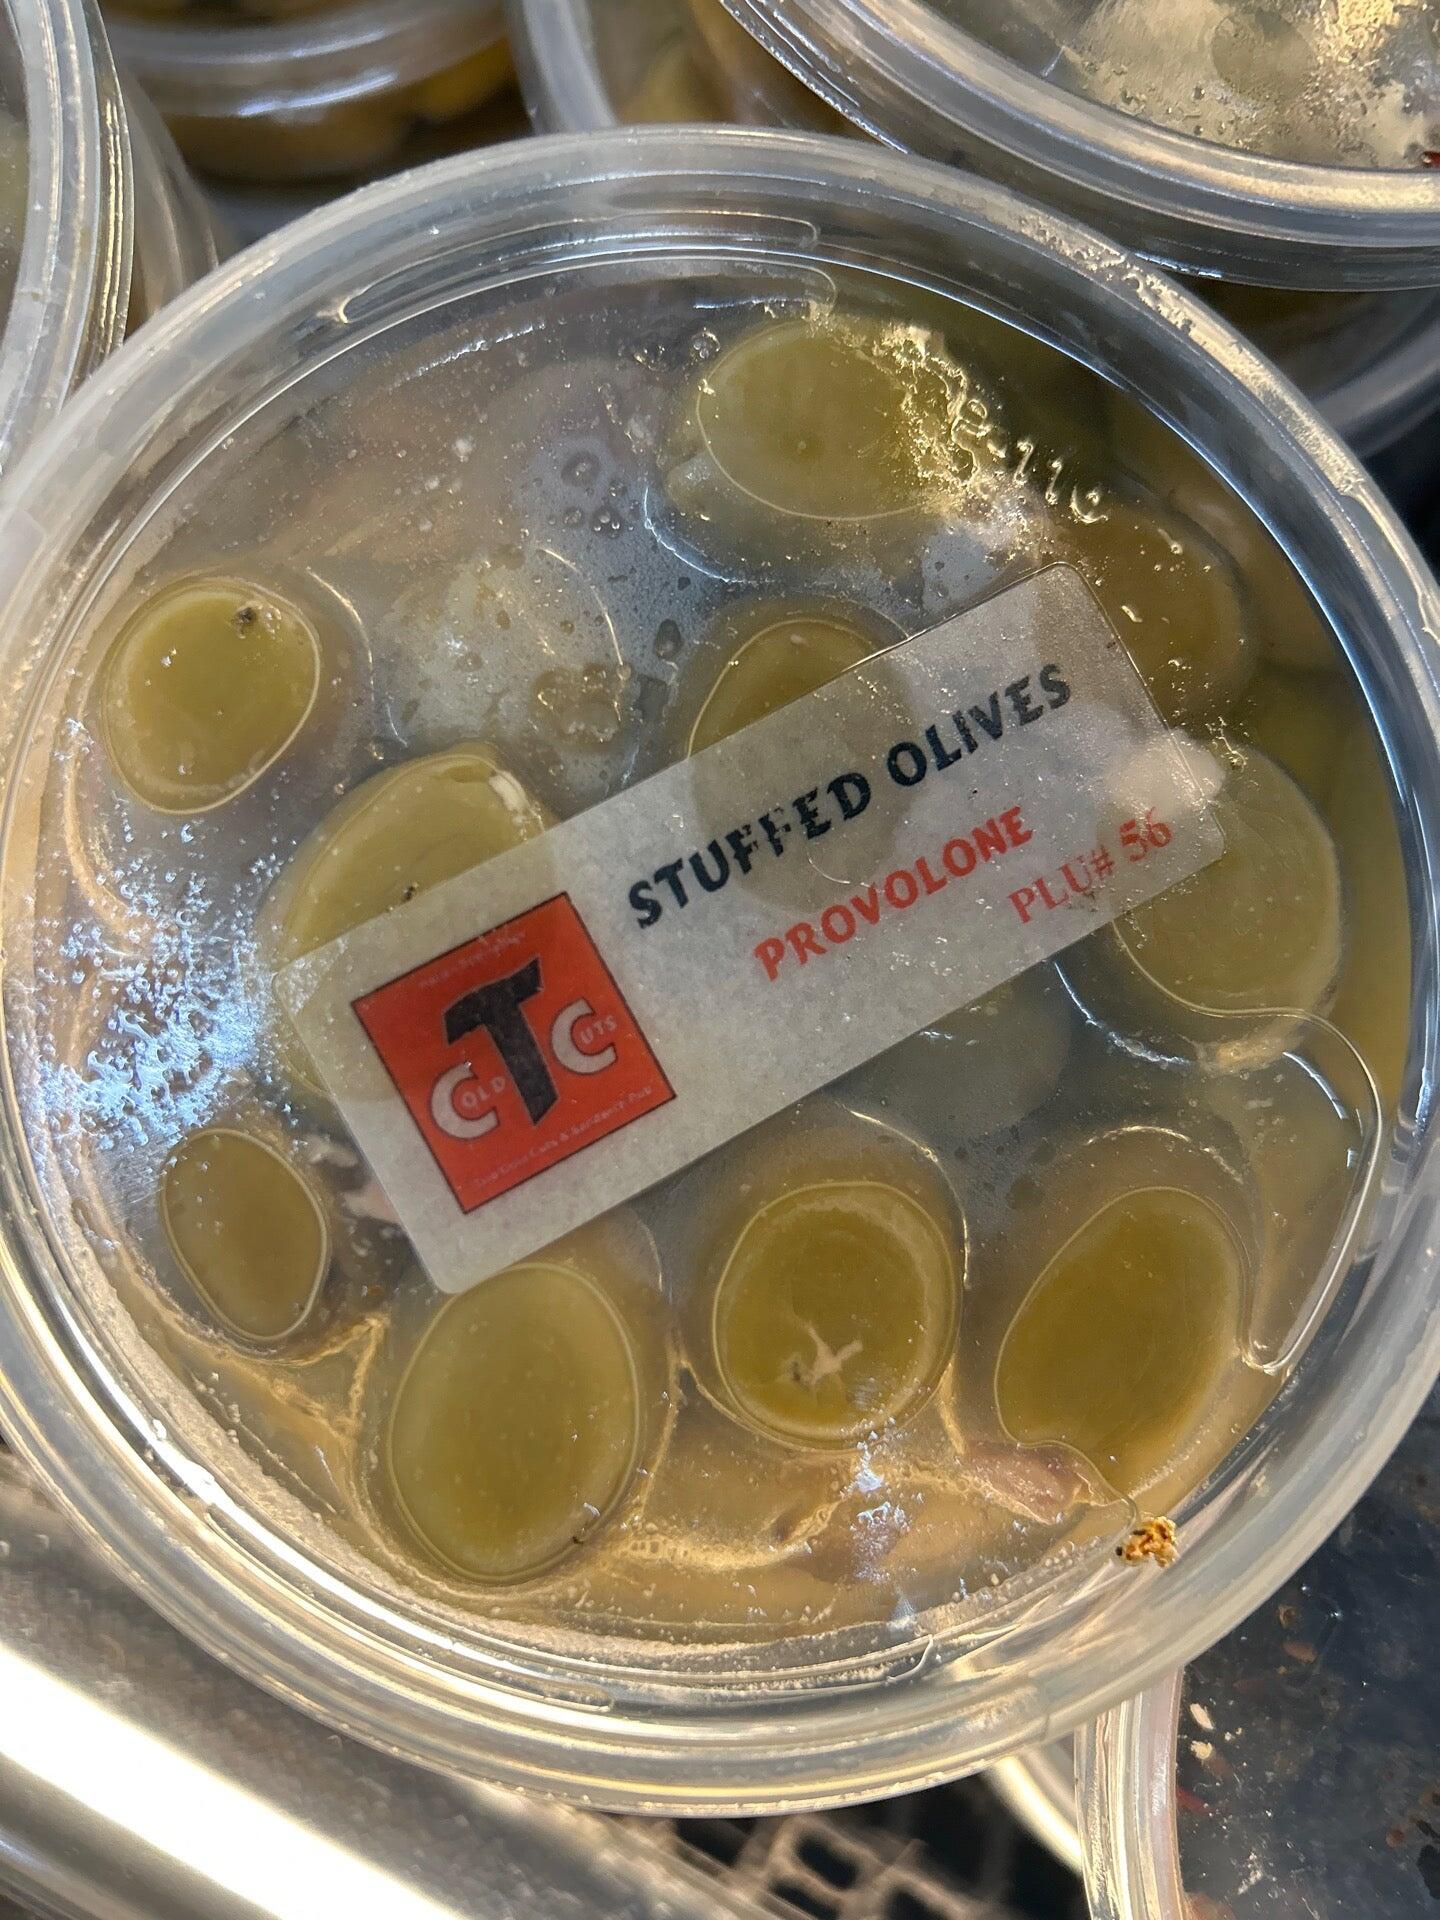 STUFFED OLIVES
PROVOLONE
PLU# 56
T
COLD CUTS